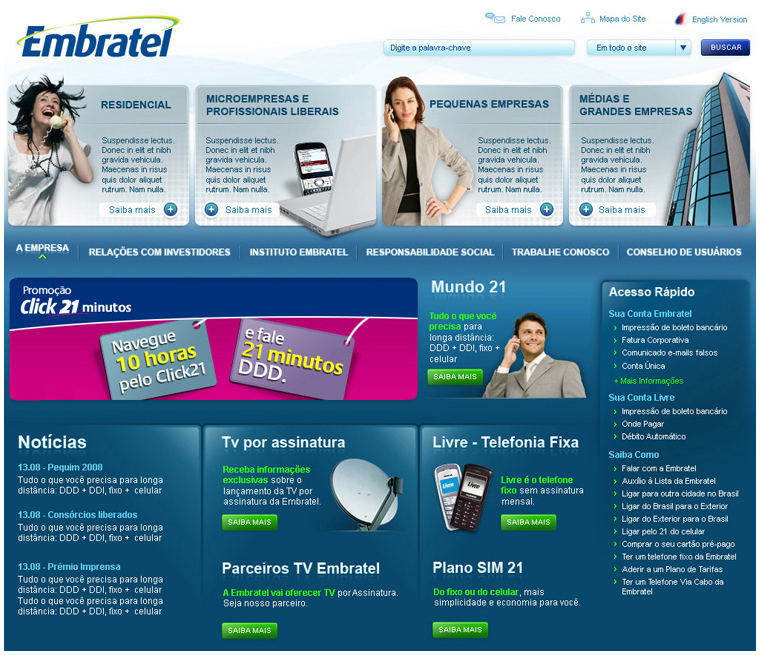 Fale Conosco
Mapa do Site
English Version
Embratel
Digite a palavra-chave
Em todo o site
BUSCAR
RESIDENCIAL
Suspendisse lectus.
Donec in elit et nibh
gravida vehicula.
Maecenas in risus
quis dolor aliquet
rutrum. Nam nulla.
Saiba mais
MICROEMPRESAS E
PROFISSIONAIS LIBERAIS
Suspendisse lectus.
Donec in elit et nibh
gravida vehicula.
Maecenas in risus
quis dolor aliquet
rutrum. Nam nulla.
Saiba mais
PEQUENAS EMPRESAS
Suspendisse lectus.
Donec in elit et nibh
gravida vehicula.
Maecenas in risus
quis dolor aliquet
rutrum. Nam nulla.
Saiba mais
MÉDIAS E
GRANDES EMPRESAS
Suspendisse lectus.
Donec in elit et nibh
gravida vehicula.
Maecenas in risus
quis dolor aliquet
rutrum. Nam nulla.
Saiba mais
A EMPRESA
RELAÇÕES COM INVESTIDORES
INSTITUTO EMBRATEL
RESPONSABILIDADE SOCIAL
TRABALHE CONOSCO
CONSELHO DE USUÁRIOS
Promoção
Click 21 minutos
Navegue
10 horas
pelo Click21
e fale
21 minutos
DDD.
Mundo 21
Tudo o que você
precisa para
longa distância:
DDD + DDI, fixo +
celular
SAIBA MAIS
Acesso Rápido
Sua Conta Embratel
Impressão de boleto bancário
Fatura Corporativa
Comunicado e-mails falsos
Conta Única
+ Mais Informações
Sua Conta Livre
Impressão de boleto bancário
Onde Pagar
Débito Automático
Saiba Como
Falar com a Embratel
Auxílio á Lista da Embratel
Ligar para outra cidade no Brasil
Ligar do Brasil para o Exterior
Ligar do Exterior para o Brasil
Ligar pelo 21 do celular
Comprar o seu cartão pré-pago
Ter um telefone fixo da Embratel
Aderir a um Plano de Tarifas
Ter um Telefone Via Cabo da
Embratel
Notícias
13.08 - Pequim 2008
Tudo o que você precisa para longa
distância: DDD + DDI, fixo + celular
13.08 - Consórcios liberados
Tudo o que você precisa para longa
distância: DDD + DDI, fixo + celular
13.08 - Prémio Imprensa
Tudo o que você precisa para longa
distância: DDD + DDI, fixo + celular
Tudo o que você precisa para longa
distância: DDD + DDI, fixo + celular
Tv por assinatura
Receba informações
exclusivas sobre o
lançamento da TV por
assinatura da Embratel.
SAIBA MAIS
Livre - Telefonia Fixa
Livre
Livre
Livre é o telefone
fixo sem assinatura
mensal.
SAIBA MAIS
Parceiros TV Embratel
A Embratel vai oferecer TV por Assinatura.
Seja nosso parceiro.
SAIBA MAIS
Plano SIM 21
Do fixo ou do celular, mais
simplicidade e economia para você.
SAIBA MAIS